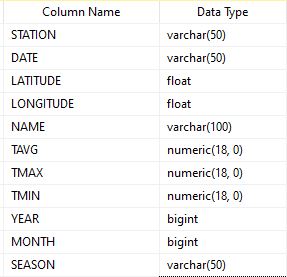 Column Name Data Type
STATION varchar(50)
DATE varchar(50)
LATITUDE float
LONGITUDE float
NAME varchar(100)
TAVG numeric(18, 0)
TMAX numeric(18, 0)
TMIN numeric(18, 0)
YEAR bigint
MONTH bigint
SEASON varchar(50)